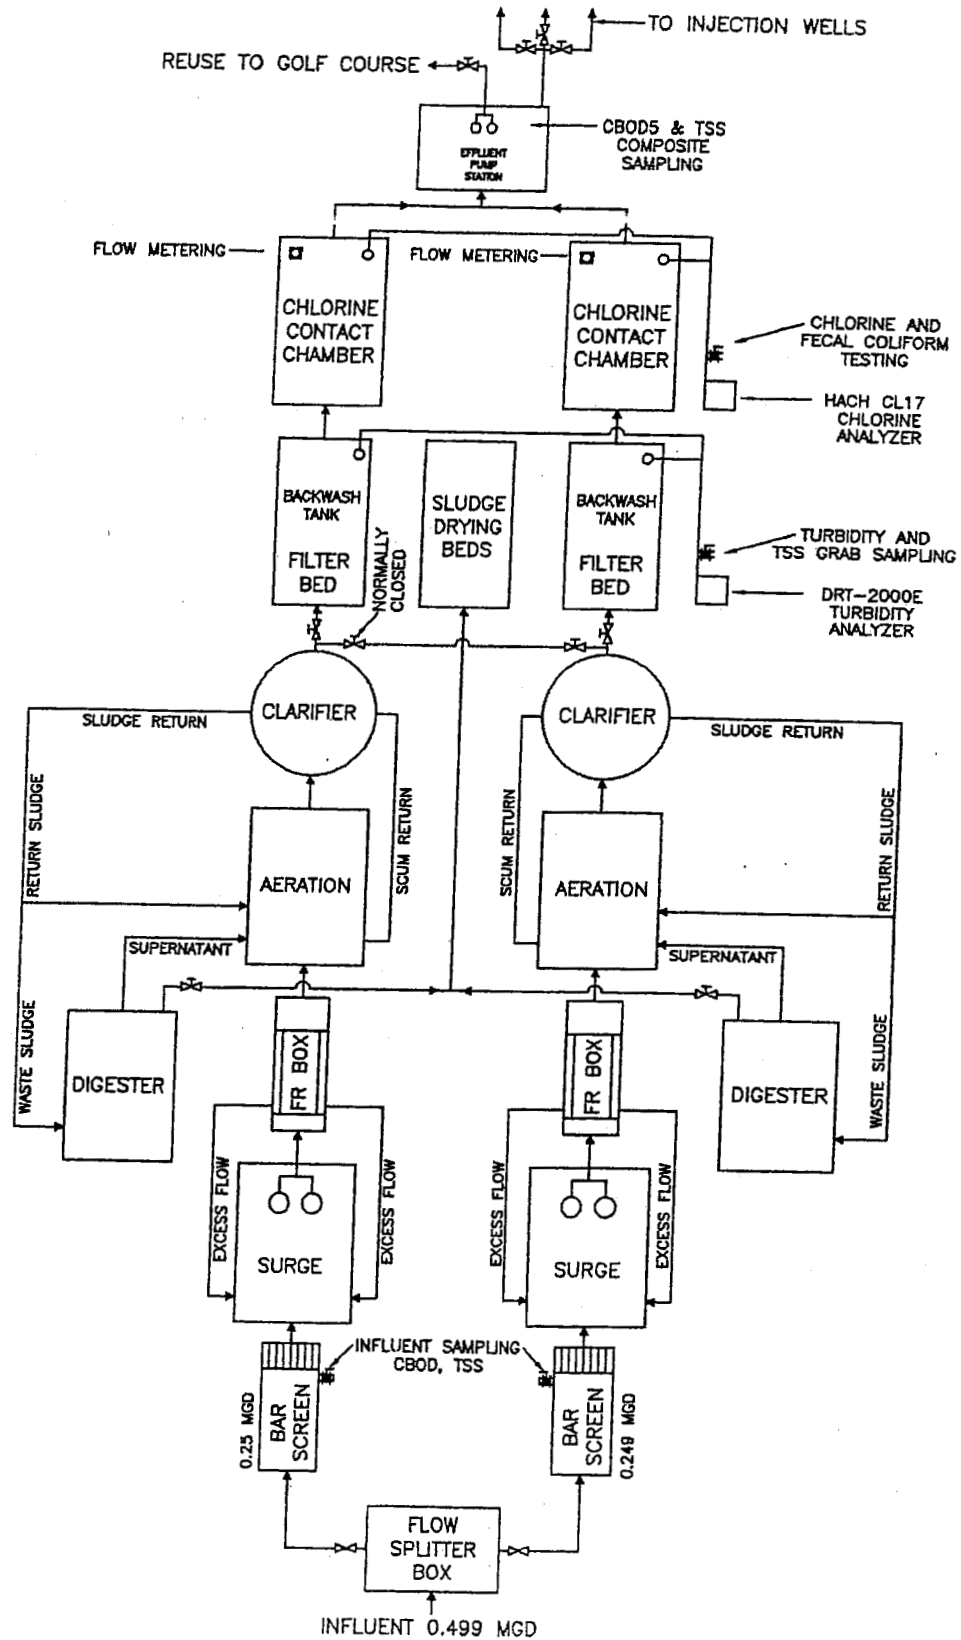 TO INJECTION WELLS
REUSE TO GOLF COURSE
CBOD5 & TSS
COMPOSITE
SAMPLING
EFFLUENT
PUMP
STATION
FLOW METERING
FLOW METERING
CHLORINE
CONTACT
CHAMBER
CHLORINE
CONTACT
CHAMBER
CHLORINE AND
FECAL COLIFORM
TESTING
HACH CL17
CHLORINE
ANALYZER
BACKWASH
TANK
FILTER
BED
SLUDGE
DRYING
BEDS
BACKWASH
TANK
FILTER
BED
NORMALLY
CLOSED
TURBIDITY AND
TSS GRAB SAMPLING
DRT-2000E
TURBIDITY
ANALYZER
CLARIFIER
CLARIFIER
SLUDGE RETURN
SLUDGE RETURN
RETURN SLUDGE
SCUM RETURN
SCUM RETURN
RETURN SLUDGE
AERATION
AERATION
SUPERNATANT
SUPERNATANT
WASTE SLUDGE
DIGESTER
FR BOX
FR BOX
DIGESTER
WASTE SLUDGE
EXCESS FLOW
EXCESS FLOW
EXCESS FLOW
EXCESS FLOW
SURGE
SURGE
INFLUENT SAMPLING
CBOD, TSS
0.25 MGD
BAR
SCREEN
BAR
SCREEN
0.249 MGD
FLOW
SPLITTER
BOX
INFLUENT 0.499 MGD